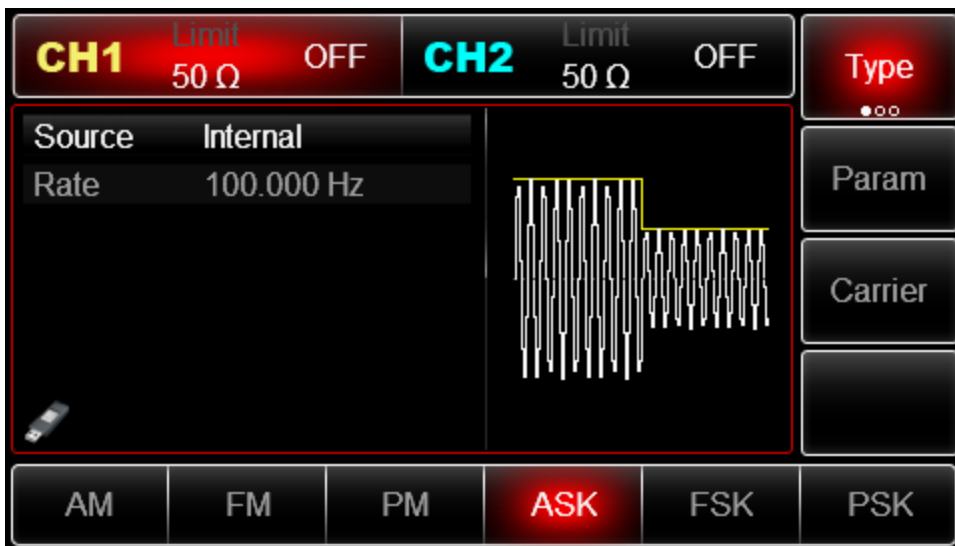 CH1 Limit 50 Ω OFF
CH2 Limit 50 Ω OFF
Type
Source Internal
Rate 100.000 Hz
Param
Carrier
AM FM PM ASK FSK PSK